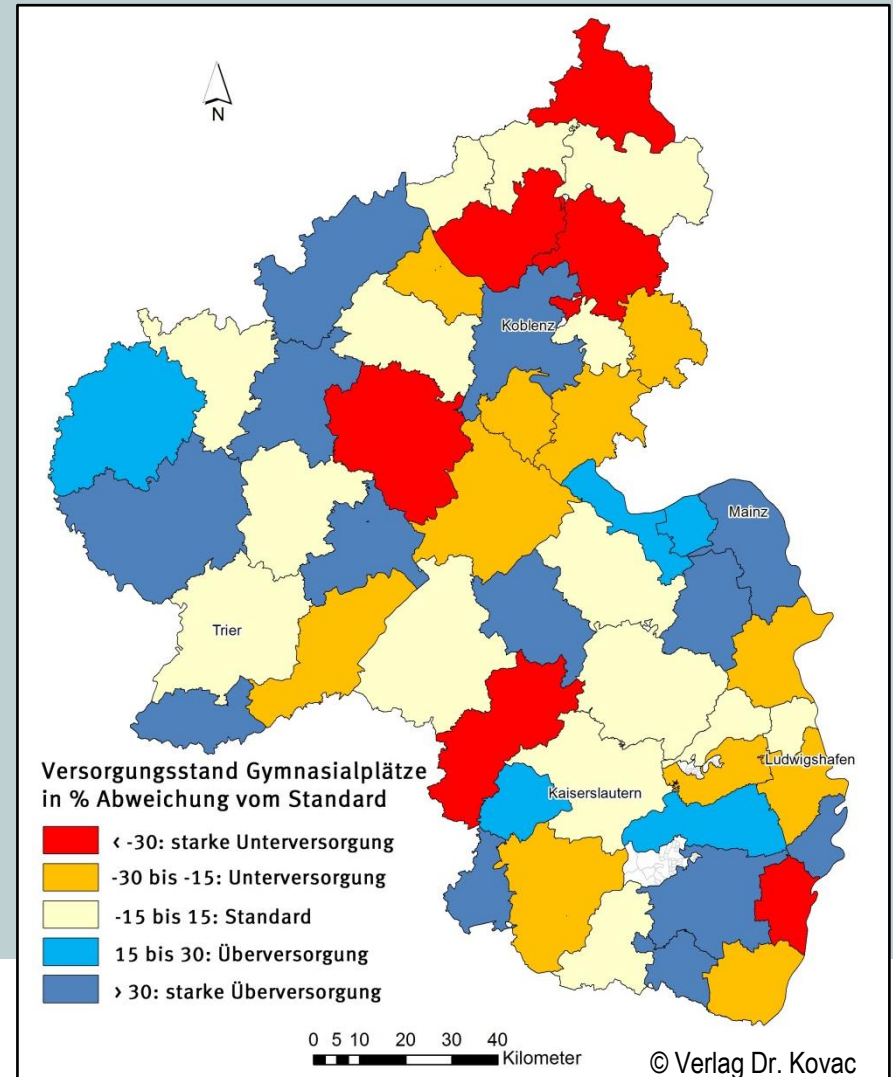 N
Koblenz
Mainz
Trier
Ludwigshafen
Kaiserslautern
Versorgungsstand Gymnasialplätze
in % Abweichung vom Standard
< -30: starke Unterversorgung
-30 bis -15: Unterversorgung
-15 bis 15: Standard
15 bis 30: Überversorgung
> 30: starke Überversorgung
0 5 10 20 30 40
Kilometer
© Verlag Dr. Kovac